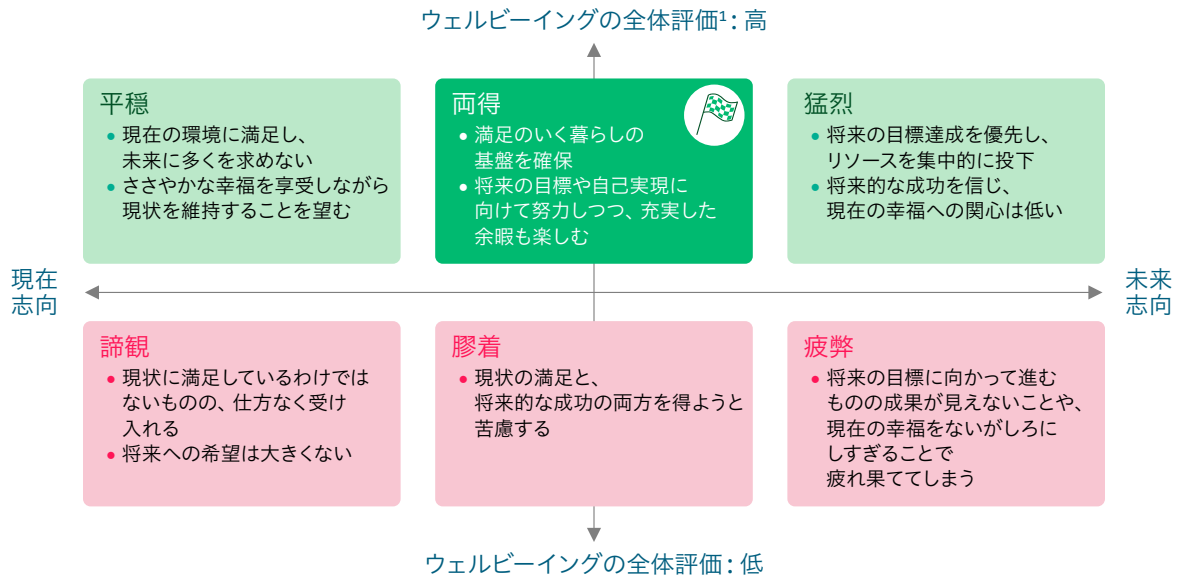 ウェルビーイングの全体評価¹: 高
平穏
• 現在の環境に満足し、
未来に多くを求めない
• ささやかな幸福を享受しながら
現状を維持することを望む
両得
• 満足のいく暮らしの
基盤を確保
• 将来の目標や自己実現に
向けて努力しつつ、充実した
余暇も楽しむ
猛烈
• 将来の目標達成を優先し、
リソースを集中的に投下
• 将来的な成功を信じ、
現在の幸福への関心は低い
現在
志向
未来
志向
諦観
• 現状に満足しているわけでは
ないものの、仕方なく受け
入れる
• 将来への希望は大きくない
膠着
• 現状の満足と、
将来的な成功の両方を得ようと
苦慮する
疲弊
• 将来の目標に向かって進む
ものの成果が見えないことや、
現在の幸福をないがしろに
しすぎることで
疲れ果ててしまう
ウェルビーイングの全体評価: 低